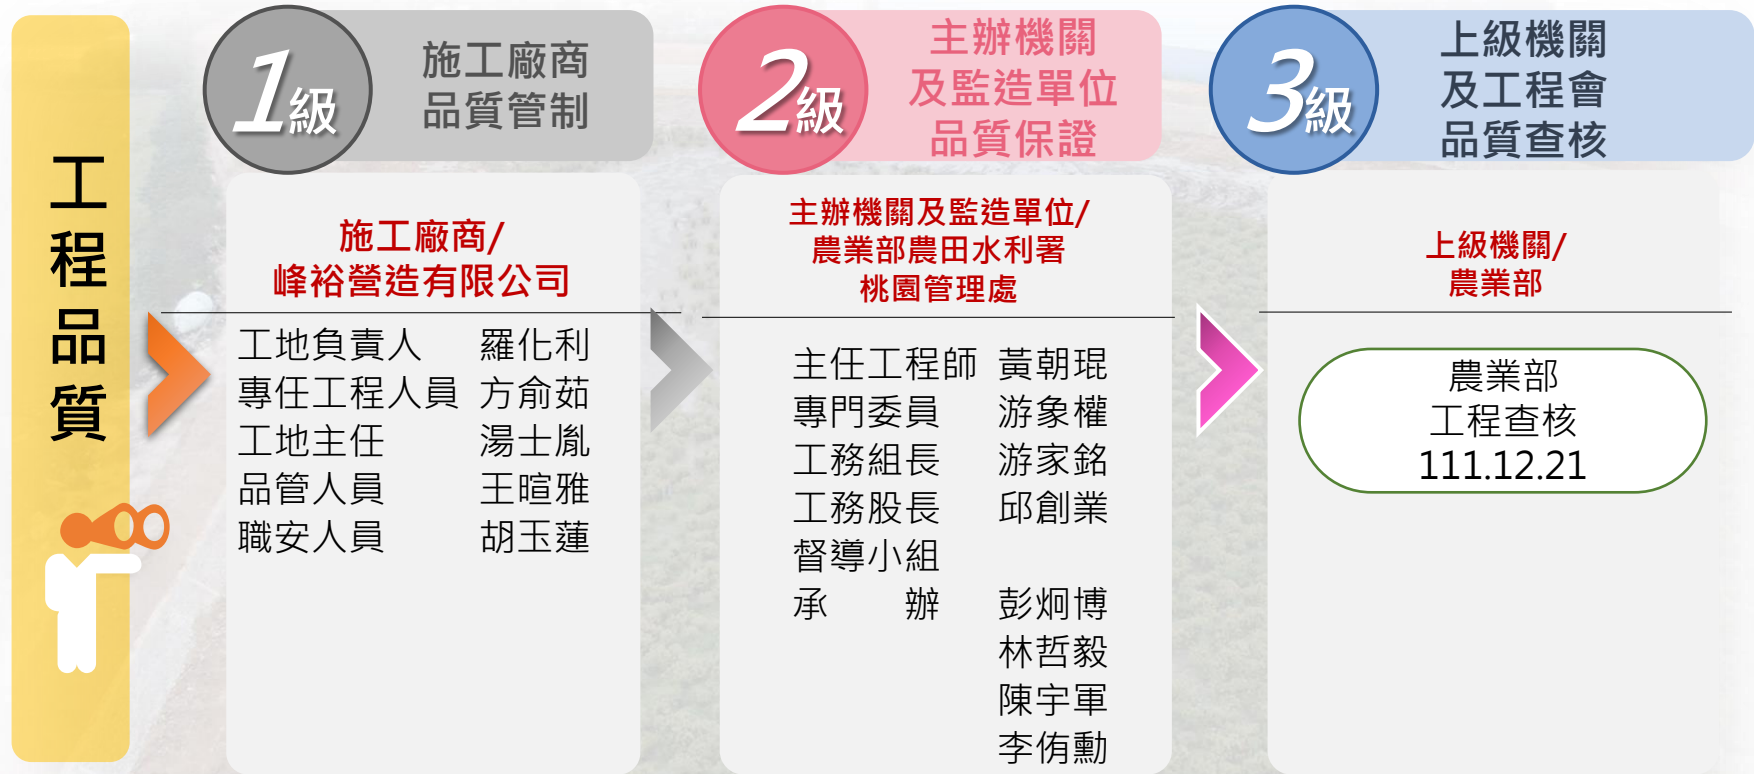 工程品質
1級
施工廠商
品質管制
施工廠商/
峰裕營造有限公司
工地負責人 羅化利
專任工程人員 方俞茹
工地主任 湯士胤
品管人員 王暄雅
職安人員 胡玉蓮
2級
主辦機關
及監造單位
品質保證
主辦機關及監造單位/
農業部農田水利署
桃園管理處
主任工程師 黃朝琨
專門委員 游象權
工務組長 游家銘
工務股長 邱創業
督導小組
承 辦 彭炯博
林哲毅
陳宇軍
李侑勳
3級
上級機關
及工程會
品質查核
上級機關/
農業部
農業部
工程查核
111.12.21